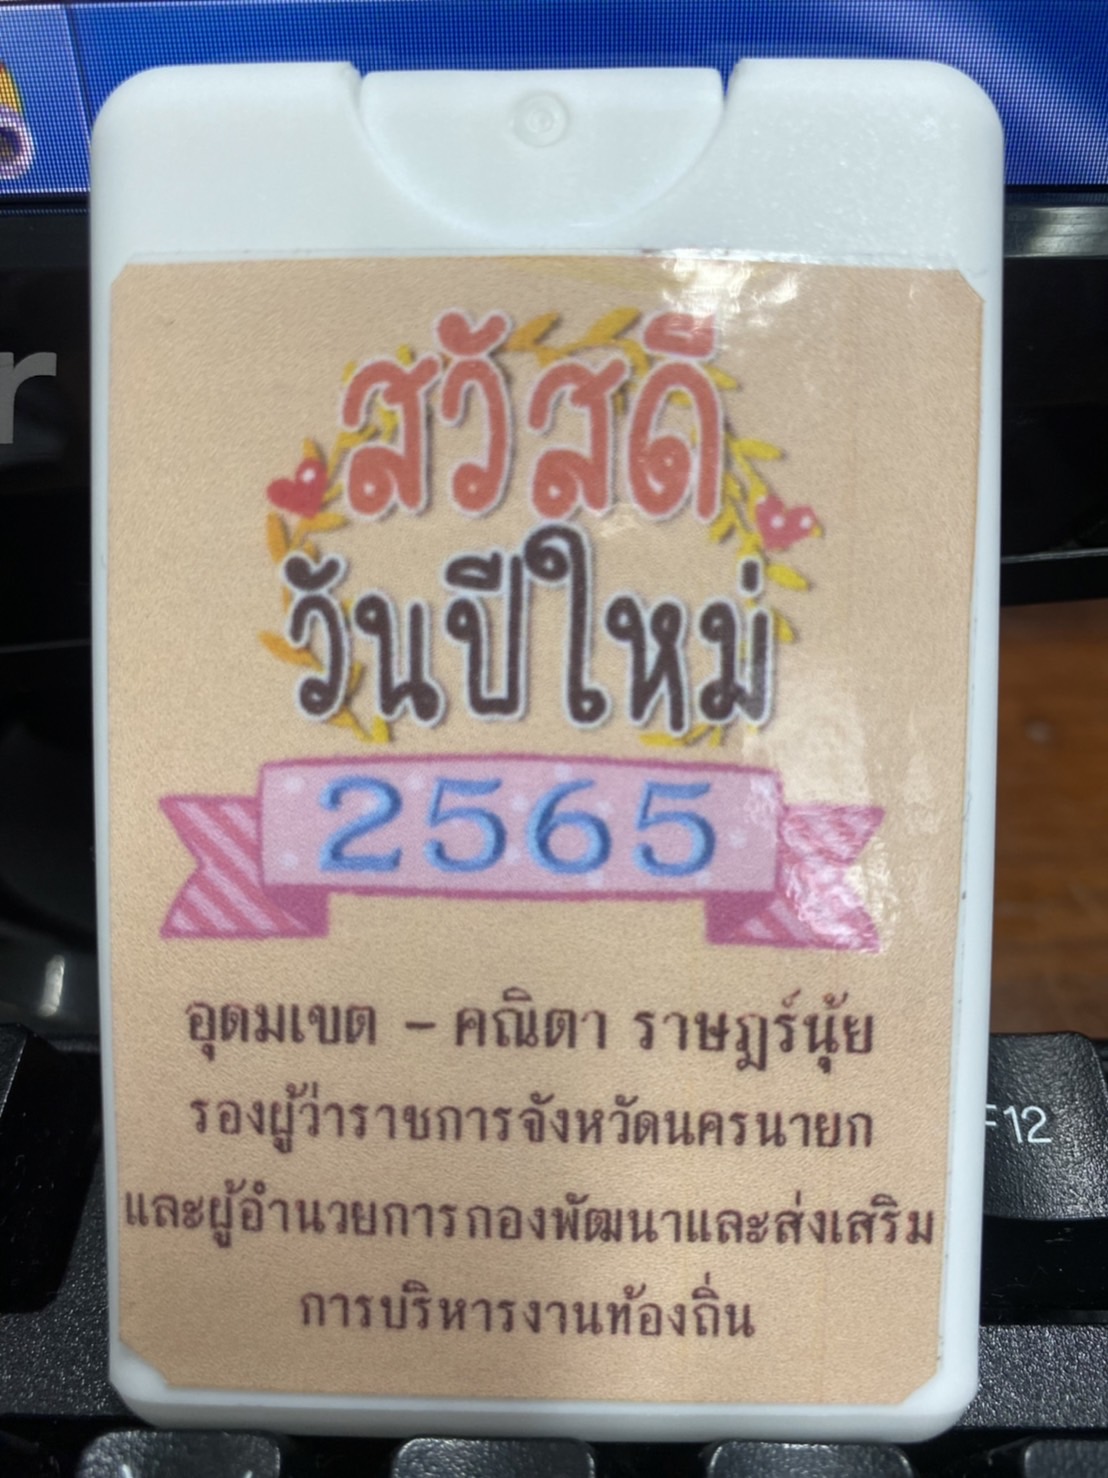 สวัสดี
วันปีใหม่
2565
อุดมเขต - คณิตา ราษฎร์นุ้ย
รองผู้ว่าราชการจังหวัดนครนายก
และผู้อำนวยการกองพัฒนาและส่งเสริม
การบริหารงานท้องถิ่น
r
F12